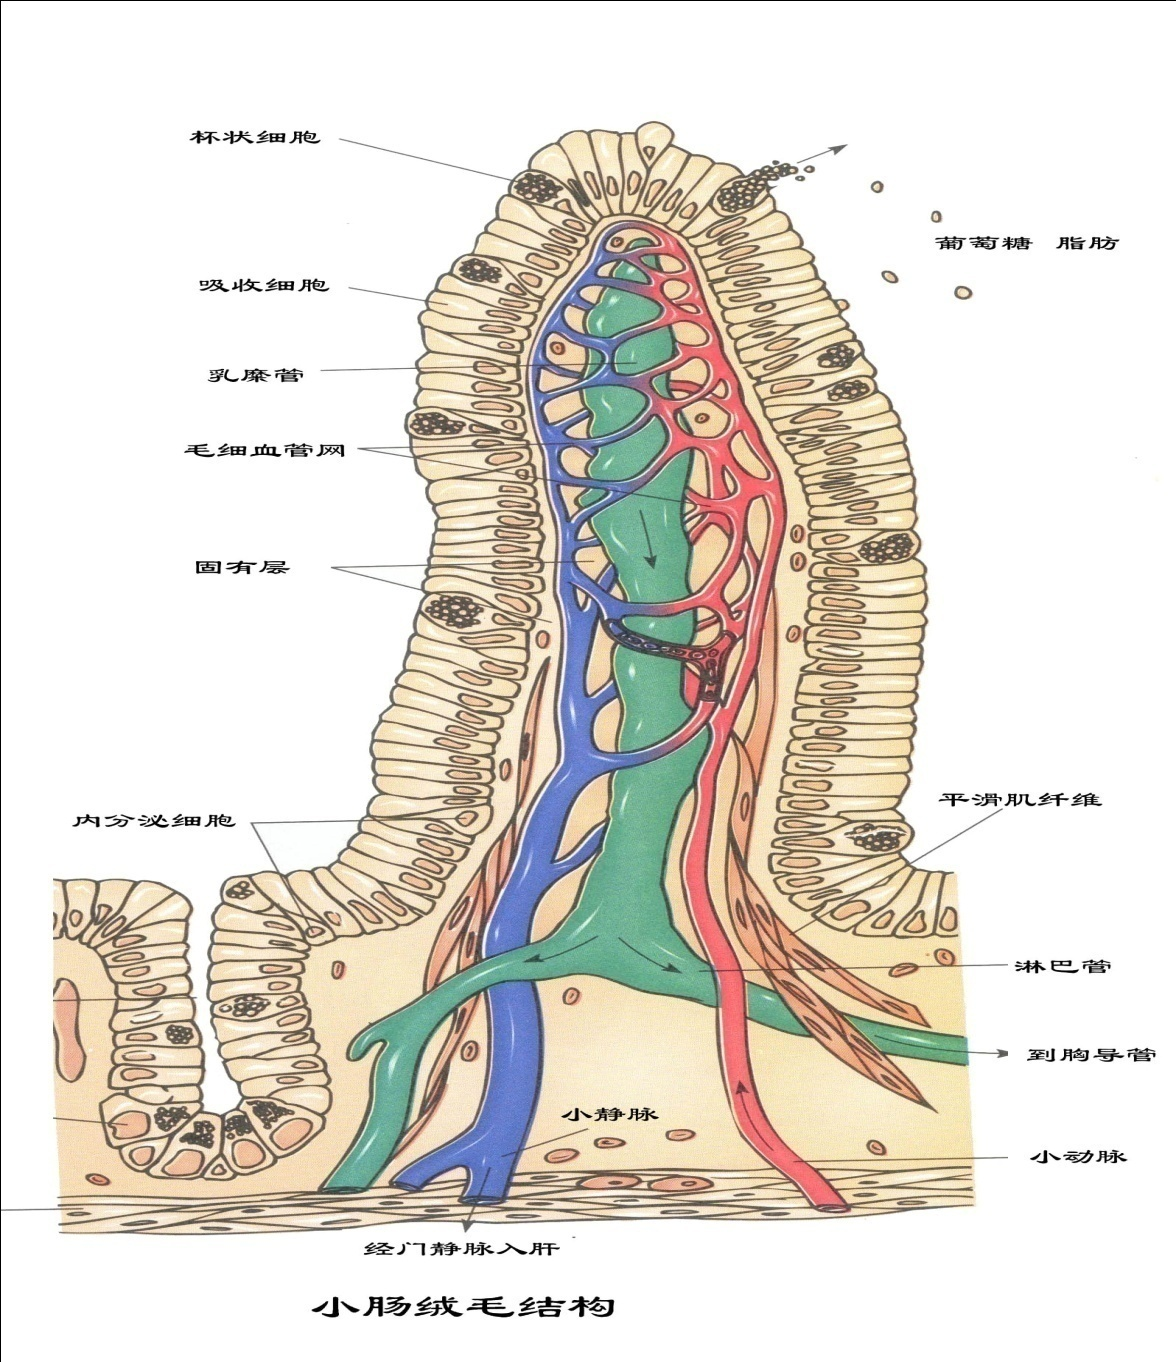 杯状细胞
葡萄糖 脂肪
吸收细胞
乳糜管
毛细血管网
固有层
平滑肌纤维
内分泌细胞
淋巴管
到胸导管
小静脉
小动脉
经门静脉入肝
小肠绒毛结构